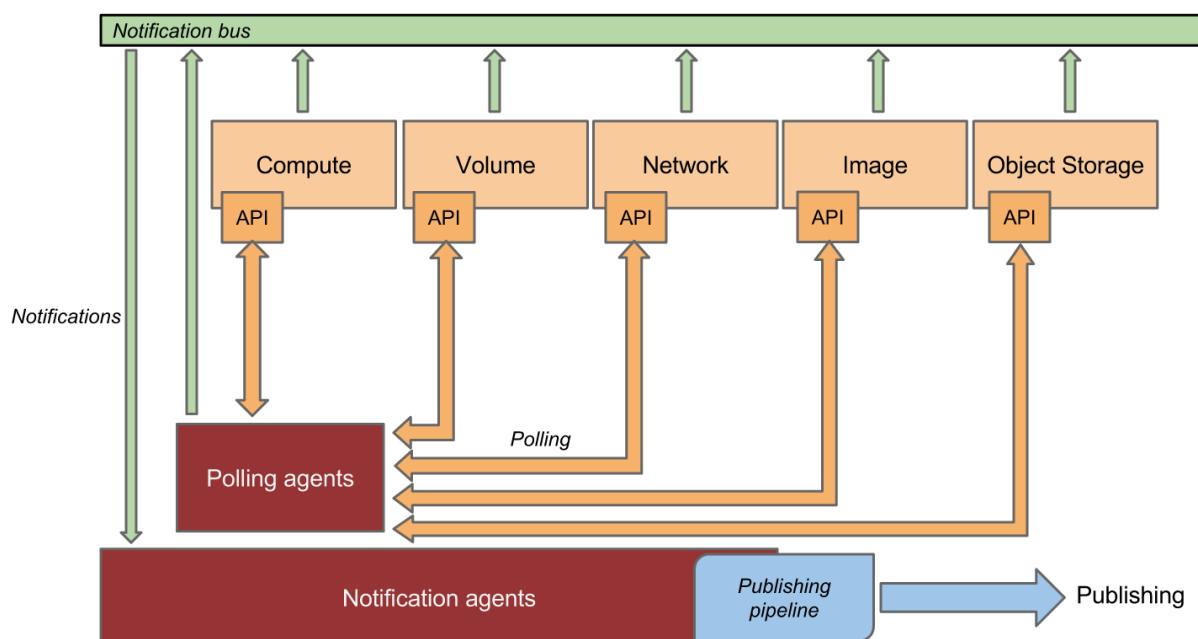 Notification bus
Compute
Volume
Network
Image
Object Storage
API
API
API
API
API
Notifications
Polling
Polling agents
Notification agents
Publishing
pipeline
Publishing